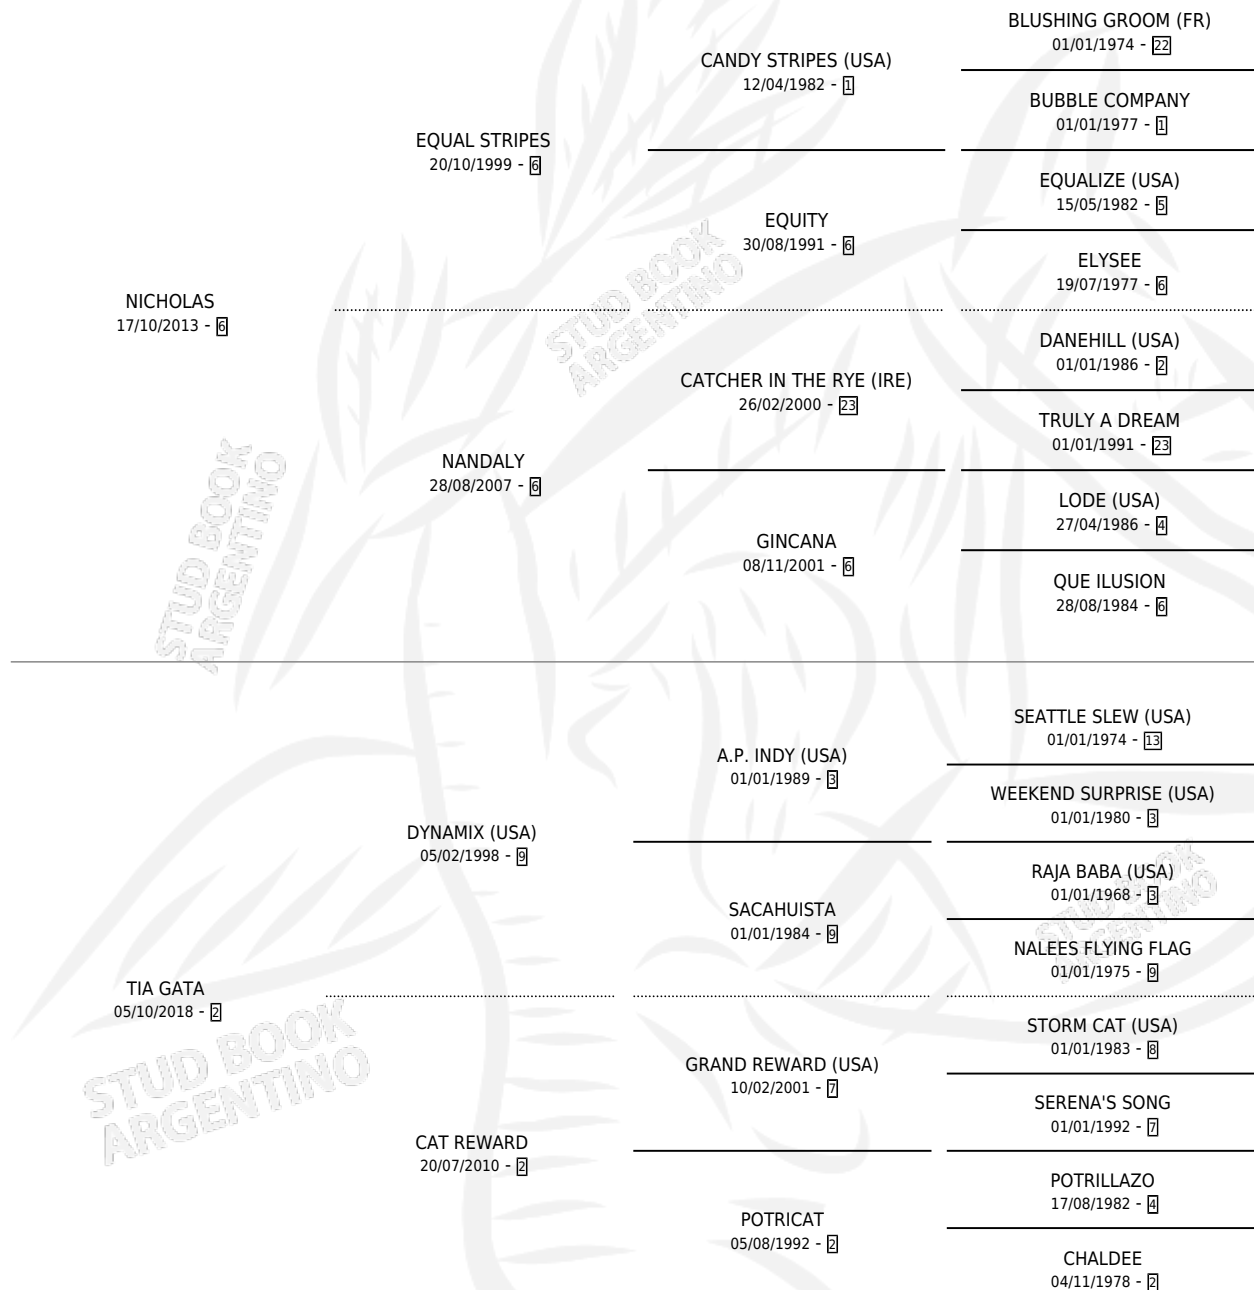 BLUSHING GROOM (FR)
01/01/1974 - 22
CANDY STRIPES (USA)
12/04/1982 - 1
BUBBLE COMPANY
01/01/1977 - 1
EQUAL STRIPES
20/10/1999 - 6
EQUALIZE (USA)
15/05/1982 - 5
EQUITY
30/08/1991 - 6
ELYSEE
19/07/1977 - 6
NICHOLAS
17/10/2013 - 6
DANEHILL (USA)
01/01/1986 - 2
CATCHER IN THE RYE (IRE)
26/02/2000 - 23
TRULY A DREAM
01/01/1991 - 23
NANDALY
28/08/2007 - 6
LODE (USA)
27/04/1986 - 4
GINCANA
08/11/2001 - 6
QUE ILUSION
28/08/1984 - 6
SEATTLE SLEW (USA)
01/01/1974 - 13
A.P. INDY (USA)
01/01/1989 - 3
WEEKEND SURPRISE (USA)
01/01/1980 - 3
DYNAMIX (USA)
05/02/1998 - 9
RAJA BABA (USA)
01/01/1968 - 3
SACAHUISTA
01/01/1984 - 9
NALEES FLYING FLAG
01/01/1975 - 9
TIA GATA
05/10/2018 - 2
STORM CAT (USA)
01/01/1983 - 8
GRAND REWARD (USA)
10/02/2001 - 7
SERENA'S SONG
01/01/1992 - 7
CAT REWARD
20/07/2010 - 2
POTRILLAZO
17/08/1982 - 4
POTRICAT
05/08/1992 - 2
CHALDEE
04/11/1978 - 2
STUD BOOK
ARGENTINO
STUD BOOK
ARGENTINO
STUD BOOK
ARGENTINO
STUD BOOK
ARGENTINO